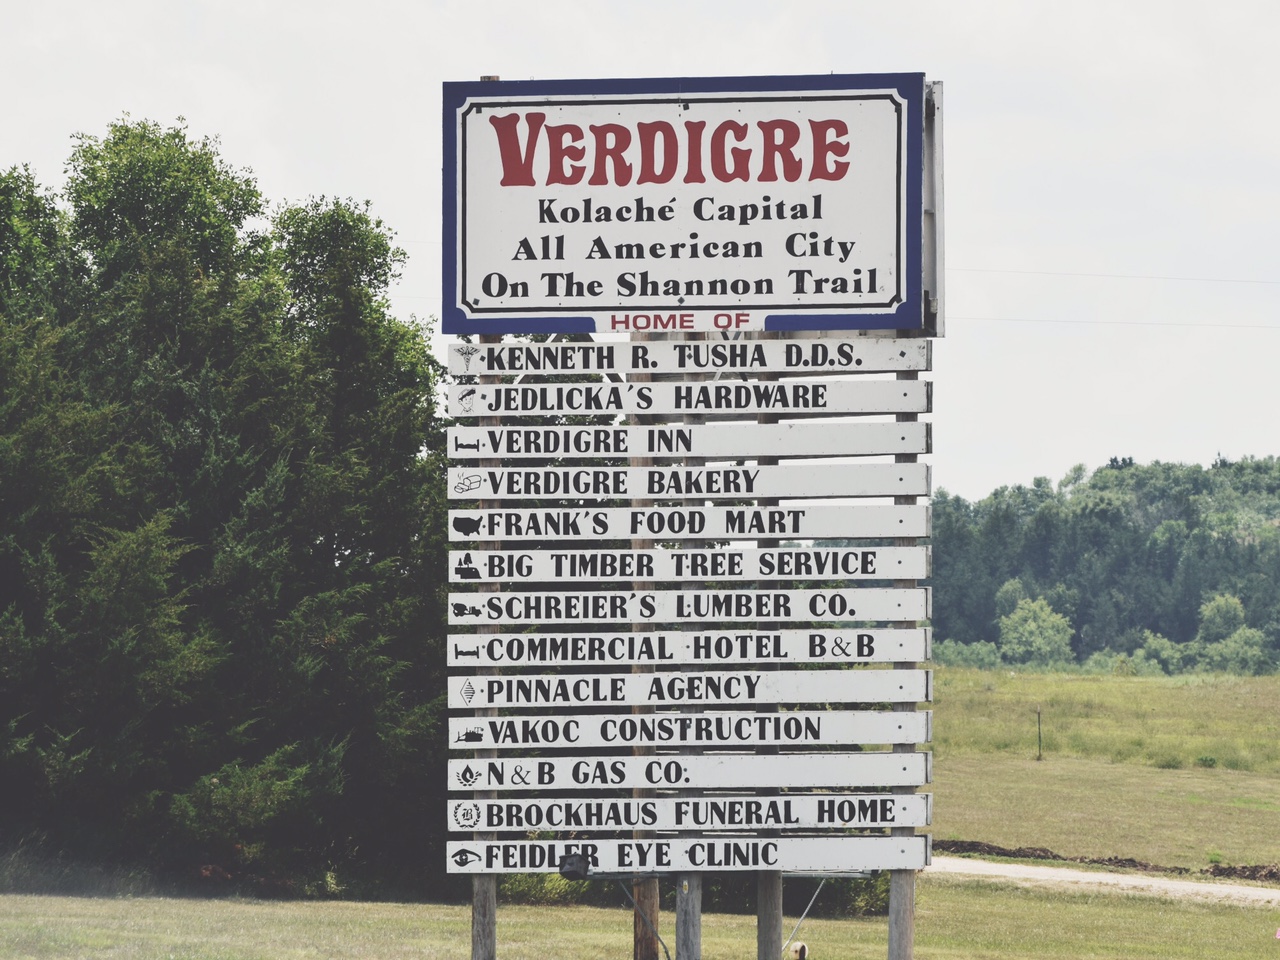 VERDIGRE
Kolaché Capital
All American City
On The Shannon Trail
HOME OF
KENNETH R. TUSHA D.D.S.
JEDLICKA'S HARDWARE
VERDIGRE INN
VERDIGRE BAKERY
FRANK'S FOOD MART
BIG TIMBER TREE SERVICE
SCHREIER'S LUMBER CO.
COMMERCIAL HOTEL B&B
PINNACLE AGENCY
VAKOC CONSTRUCTION
N&B GAS CO.
B BROCKHAUS FUNERAL HOME
FEIDLER EYE CLINIC